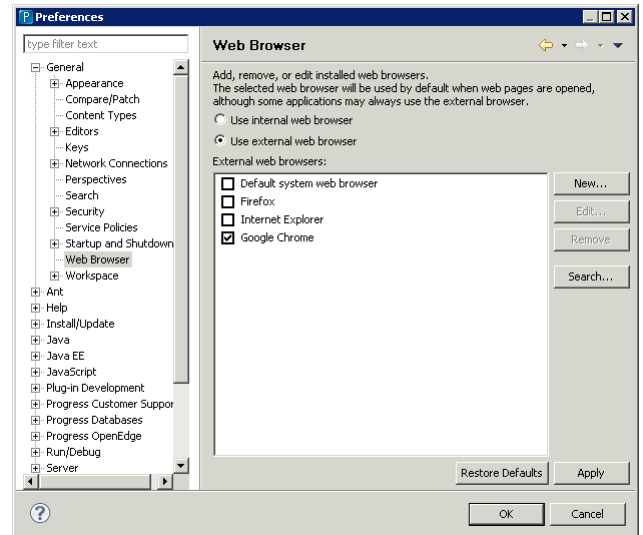 Preferences
type filter text
General
Appearance
Compare/Patch
Content Types
Editors
Keys
Network Connections
Perspectives
Search
Security
Service Policies
Startup and Shutdown
Web Browser
Workspace
Ant
Help
Install/Update
Java
Java EE
JavaScript
Plug-in Development
Progress Customer Suppor
Progress Databases
Progress OpenEdge
Run/Debug
Server
Web Browser
Add, remove, or edit installed web browsers.
The selected web browser will be used by default when web pages are opened,
although some applications may always use the external browser.
Use internal web browser
Use external web browser
External web browsers:
Default system web browser
Firefox
Internet Explorer
Google Chrome
New...
Edit...
Remove
Search...
Restore Defaults
Apply
OK
Cancel